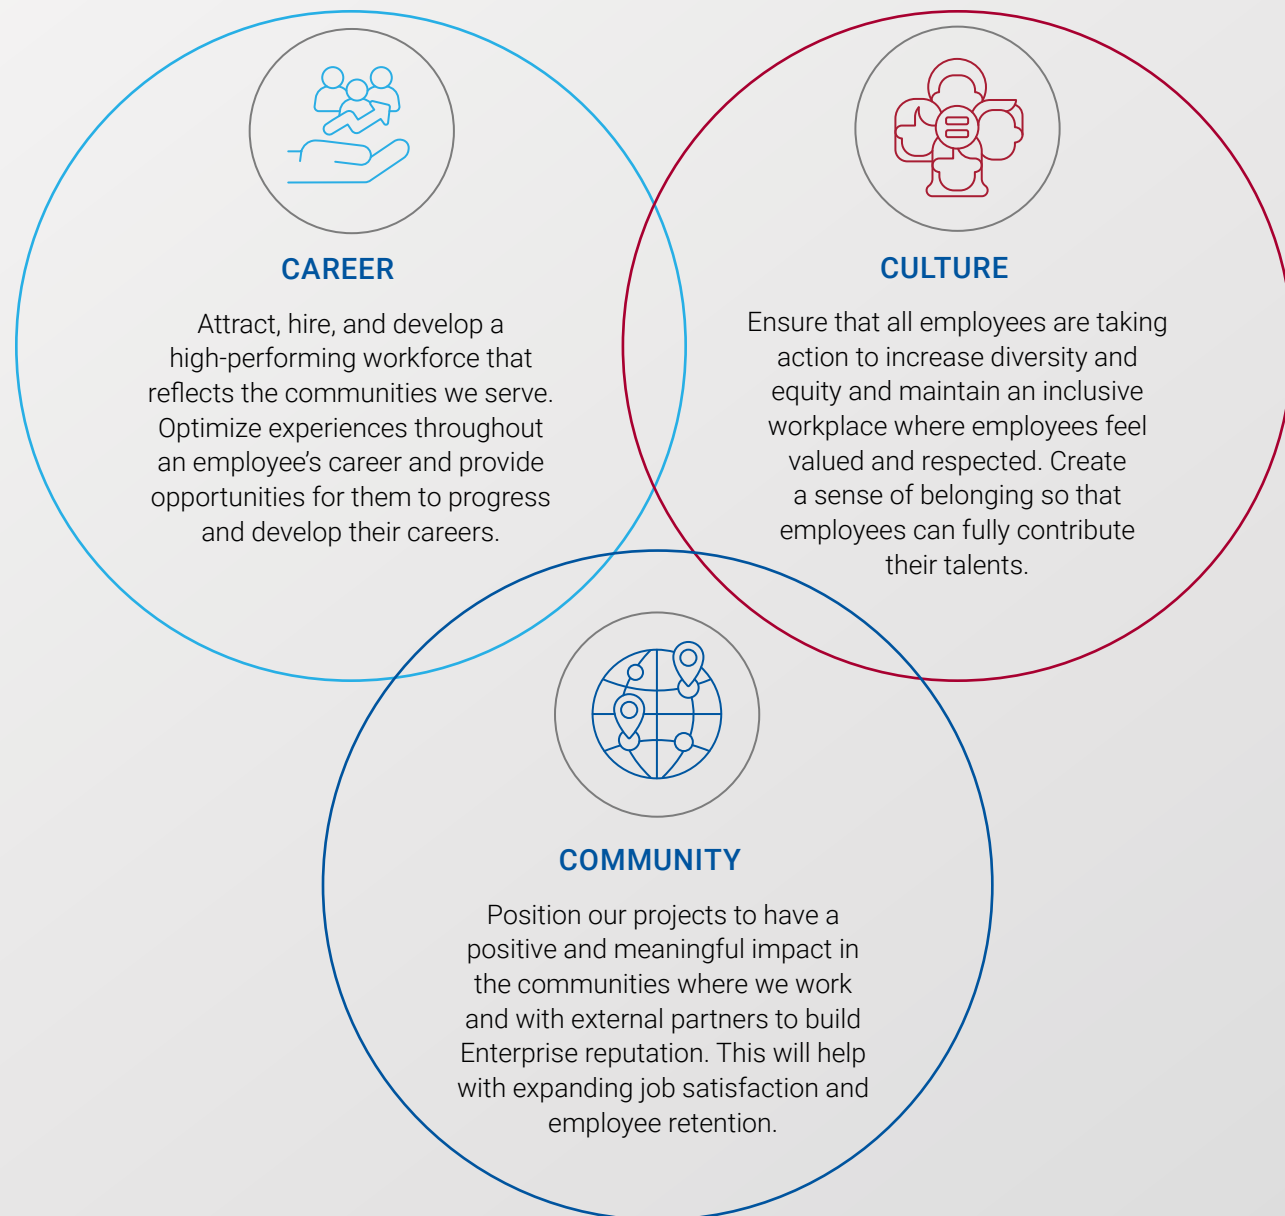 CAREER
Attract, hire, and develop a
high-performing workforce that
reflects the communities we serve.
Optimize experiences throughout
an employee’s career and provide
opportunities for them to progress
and develop their careers.
CULTURE
Ensure that all employees are taking
action to increase diversity and
equity and maintain an inclusive
workplace where employees feel
valued and respected. Create
a sense of belonging so that
employees can fully contribute
their talents.
COMMUNITY
Position our projects to have a
positive and meaningful impact in
the communities where we work
and with external partners to build
Enterprise reputation. This will help
with expanding job satisfaction and
employee retention.